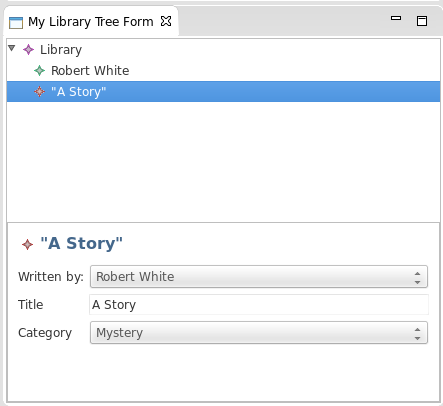 My Library Tree Form
Library
Robert White
"A Story"
"A Story"
Written by: Robert White
Title A Story
Category Mystery